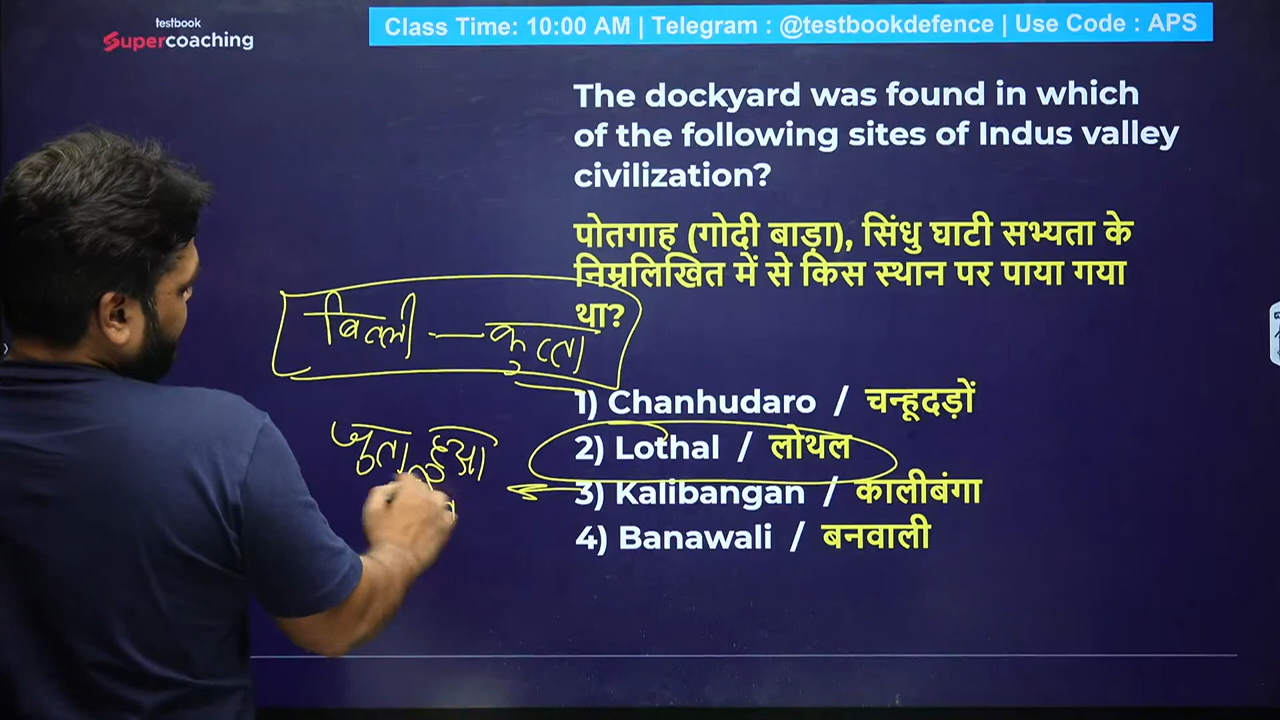 testbook
Supercoaching
Class Time: 10:00 AM | Telegram : @testbookdefence | Use Code : APS
The dockyard was found in which
of the following sites of Indus valley
civilization?
पोतगाह (गोदी बाड़ा), सिंधु घाटी सभ्यता के
निम्नलिखित में से किस स्थान पर पाया गया
था?
बिल्ली — कुत्ता
1) Chanhudaro / चन्हूदड़ों
2) Lothal / लोथल
जुता हुआ
3) Kalibangan / कालीबंगा
4) Banawali / बनवाली